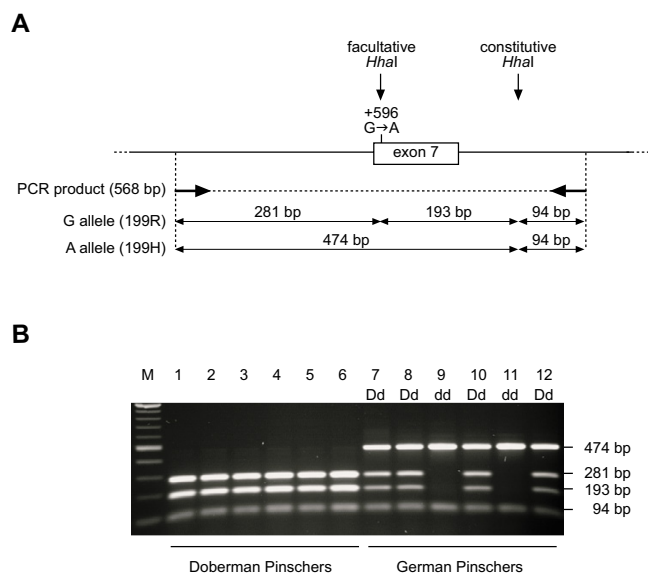 A
facultative constitutive
HhaI HhaI
+596
G→A
exon 7
PCR product (568 bp)
281 bp 193 bp 94 bp
G allele (199R)
474 bp 94 bp
A allele (199H)
B
M 1 2 3 4 5 6 7 8 9 10 11 12
Dd Dd dd Dd dd Dd
474 bp
281 bp
193 bp
94 bp
Doberman Pinschers German Pinschers